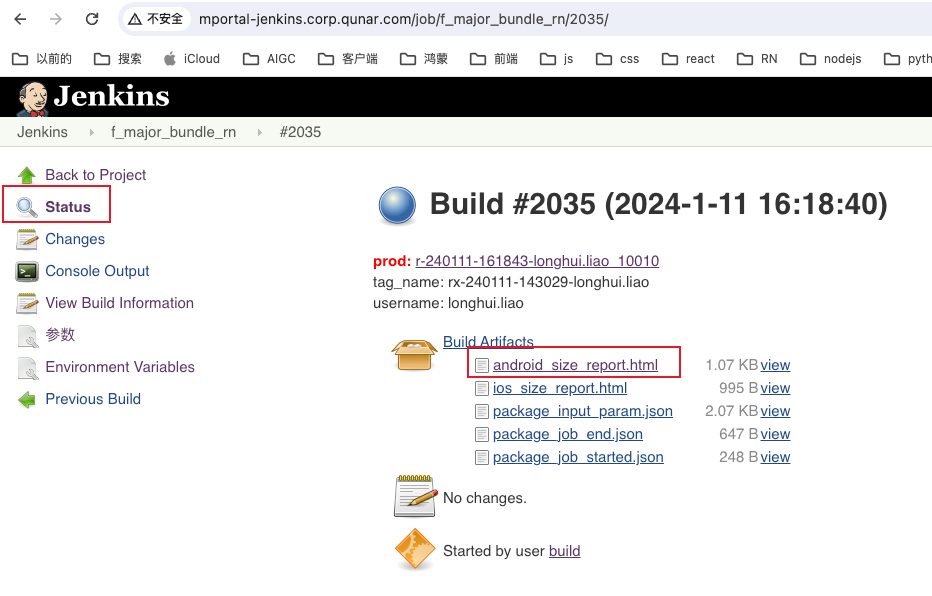 不安全 mportal-jenkins.corp.qunar.com/job/f_major_bundle_rn/2035/
以前的 搜索 iCloud AIGC 客户端 鸿蒙 前端 js css react RN nodejs pyth
Jenkins
Jenkins f_major_bundle_rn #2035
Back to Project
Status
Changes
Console Output
View Build Information
参数
Environment Variables
Previous Build
Build #2035 (2024-1-11 16:18:40)
prod: r-240111-161843-longhui.liao_10010
tag_name: rx-240111-143029-longhui.liao
username: longhui.liao
Build Artifacts
android_size_report.html 1.07 KB view
ios_size_report.html 995 B view
package_input_param.json 2.07 KB view
package_job_end.json 647 B view
package_job_started.json 248 B view
No changes.
Started by user build